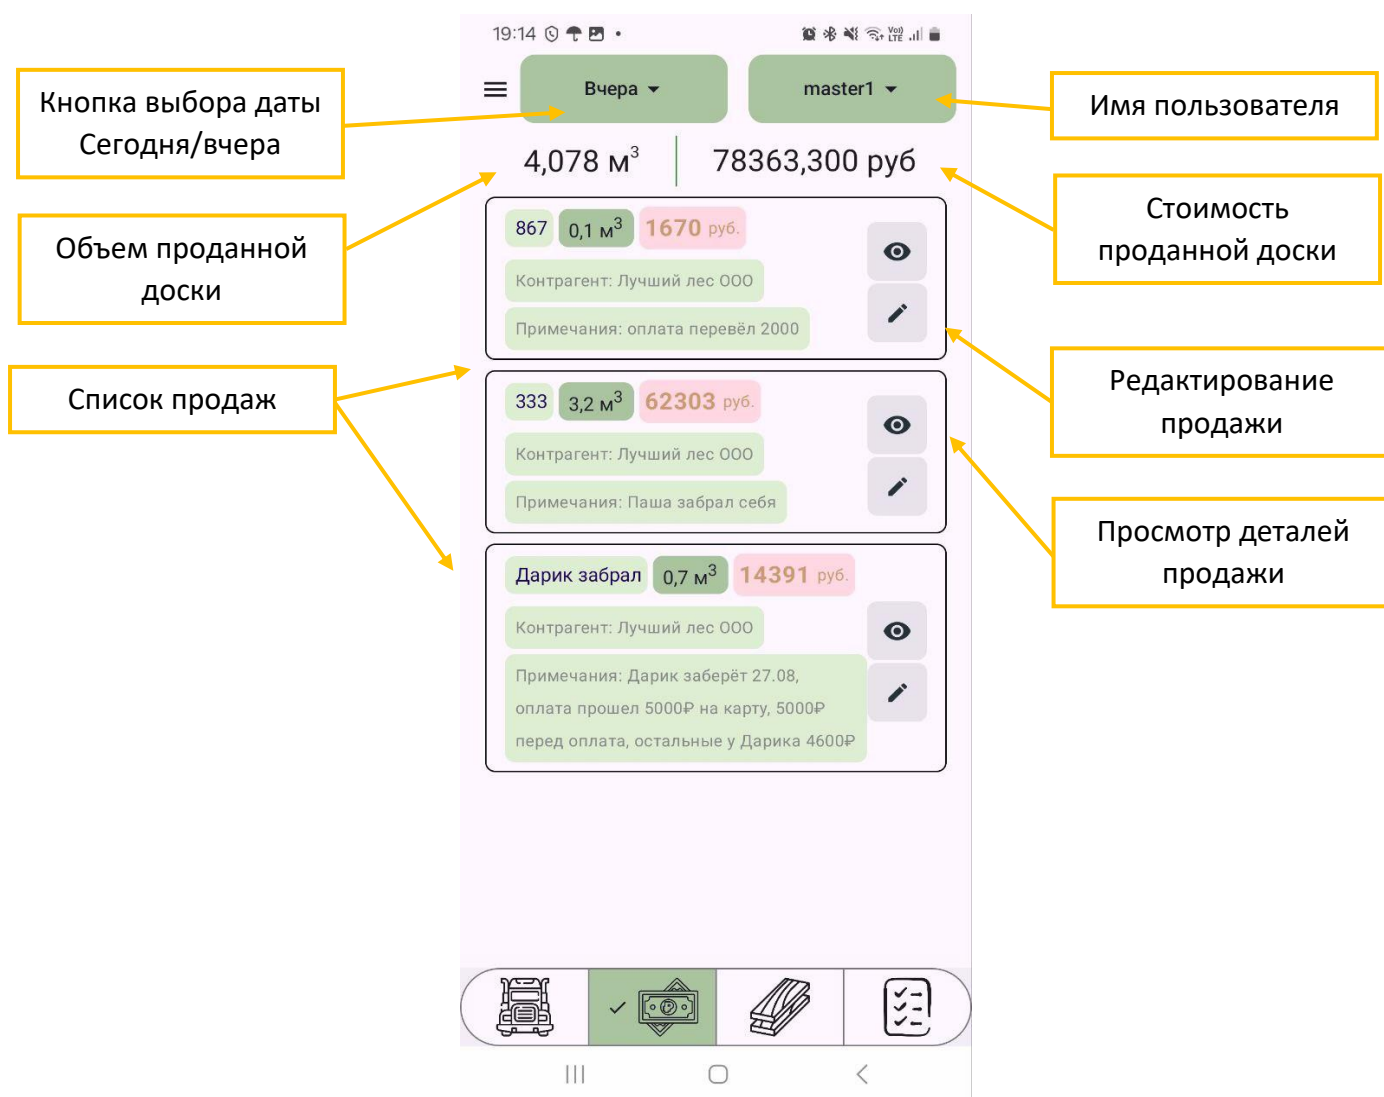 19:14
Vo))
LTE
Вчера
master1
4,078 м³
78363,300 руб
867
0,1 м³
1670 руб.
Контрагент: Лучший лес ООО
Примечания: оплата перевёл 2000
333
3,2 м³
62303 руб.
Контрагент: Лучший лес ООО
Примечания: Паша забрал себя
Дарик забрал
0,7 м³
14391 руб.
Контрагент: Лучший лес ООО
Примечания: Дарик заберёт 27.08,
оплата прошел 5000₽ на карту, 5000₽
перед оплата, остальные у Дарика 4600₽
Кнопка выбора даты
Сегодня/вчера
Объем проданной
доски
Список продаж
Имя пользователя
Стоимость
проданной доски
Редактирование
продажи
Просмотр деталей
продажи